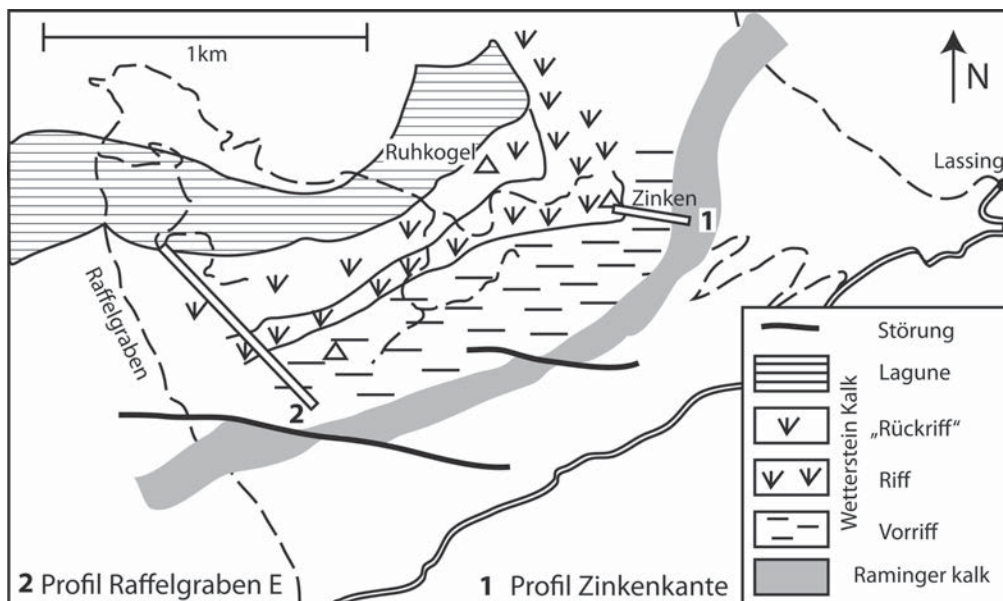 1km
N
Ruhkogel
Lassing
Zinken
1
Raffelgraben
2
Störung
Lagune
„Rückriff“
Riff
Vorriff
Wetterstein Kalk
Raminger kalk
2 Profil Raffelgraben E
1 Profil Zinkenkante